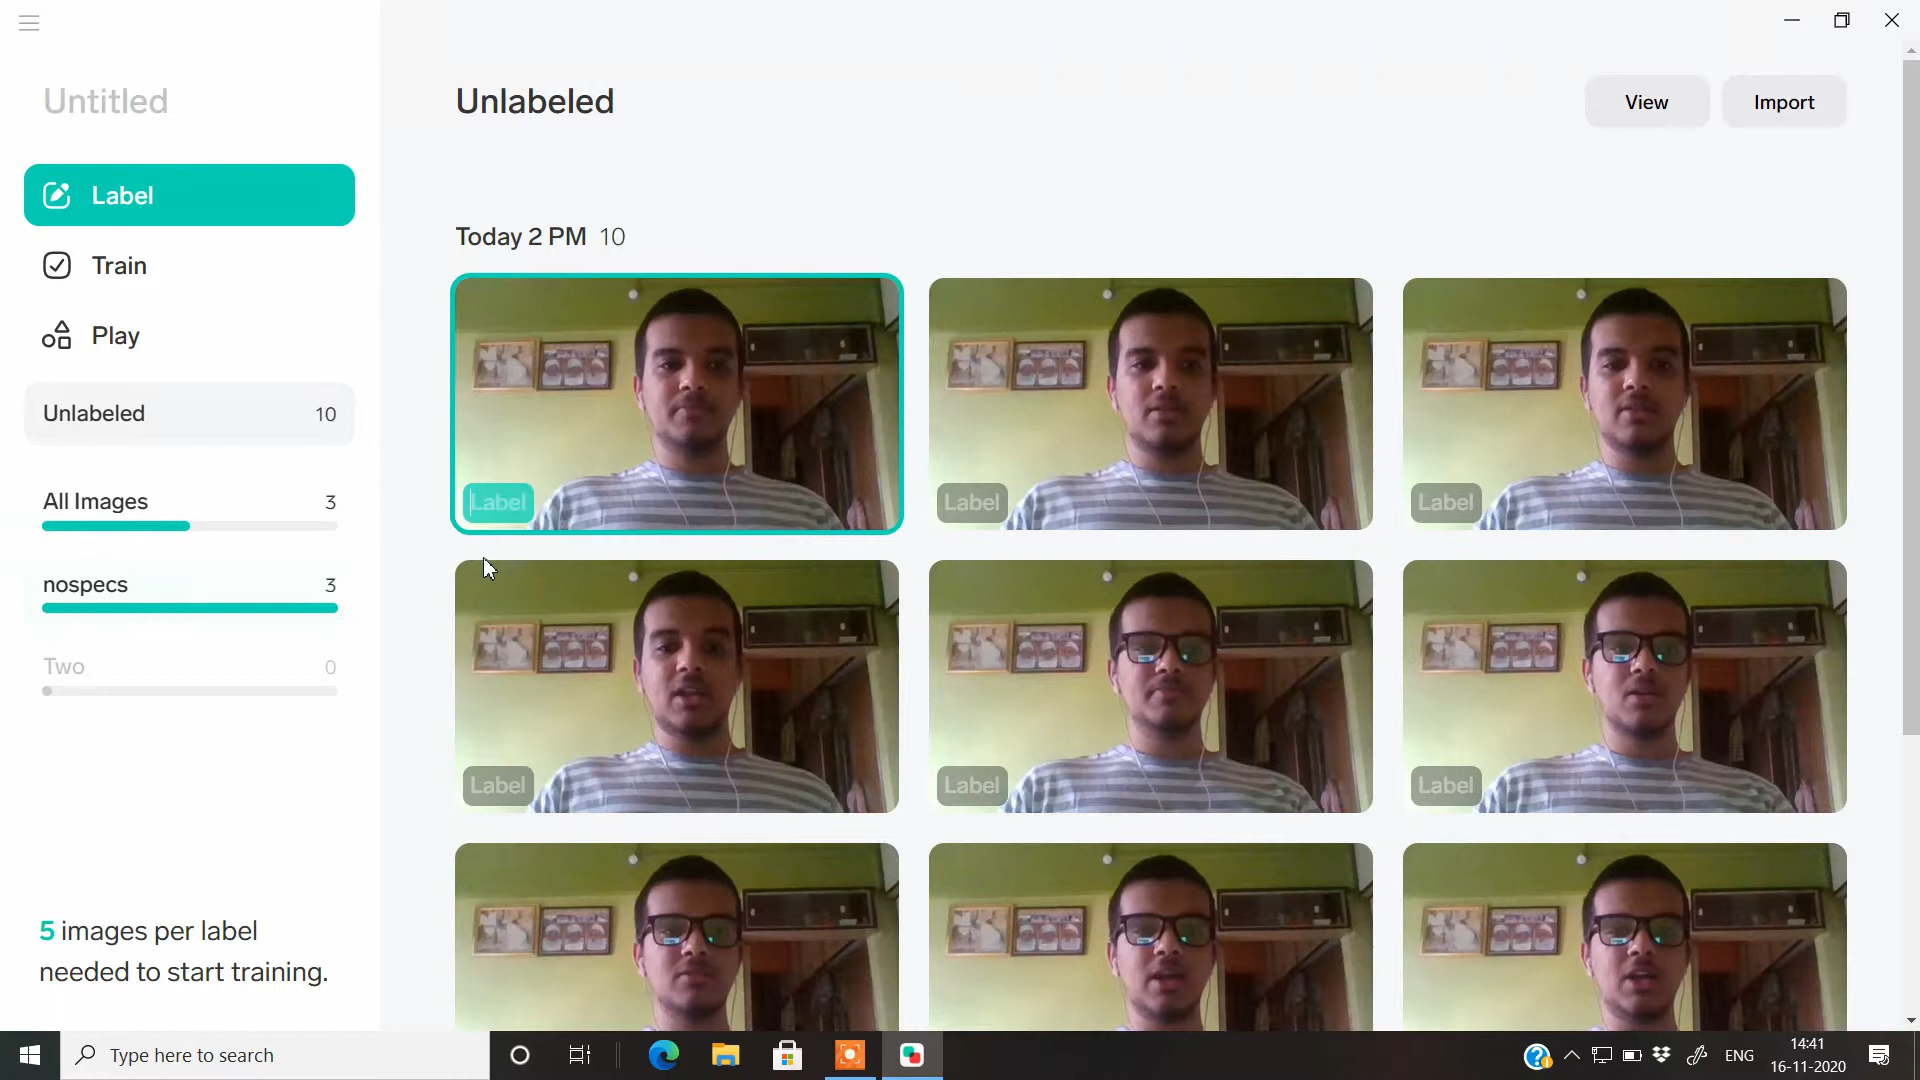 Untitled
Label
Train
Play
Unlabeled 10
All Images 3
nospecs 3
Two 0
5 images per label
needed to start training.
Unlabeled
View
Import
Today 2 PM 10
Label
Label
Label
Label
Label
Label
Type here to search
ENG
14:41
16-11-2020